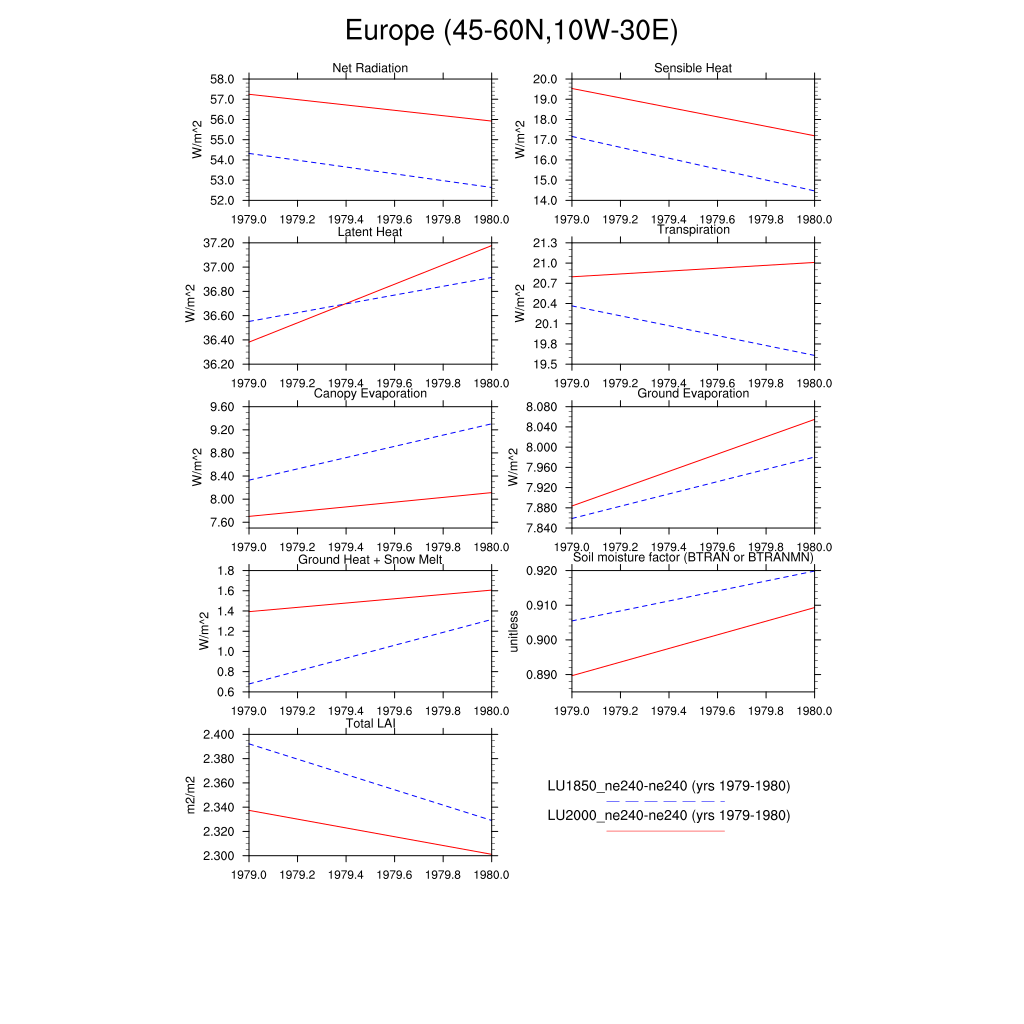 Europe (45-60N,10W-30E)
Net Radiation
58.0
57.0
56.0
55.0
54.0
53.0
52.0
W/m^2
1979.0 1979.2 1979.4 1979.6 1979.8 1980.0
Sensible Heat
20.0
19.0
18.0
17.0
16.0
15.0
14.0
W/m^2
1979.0 1979.2 1979.4 1979.6 1979.8 1980.0
Latent Heat
37.20
37.00
36.80
36.60
36.40
36.20
W/m^2
1979.0 1979.2 1979.4 1979.6 1979.8 1980.0
Transpiration
21.3
21.0
20.7
20.4
20.1
19.8
19.5
W/m^2
1979.0 1979.2 1979.4 1979.6 1979.8 1980.0
Canopy Evaporation
9.60
9.20
8.80
8.40
8.00
7.60
W/m^2
1979.0 1979.2 1979.4 1979.6 1979.8 1980.0
Ground Evaporation
8.080
8.040
8.000
7.960
7.920
7.880
7.840
W/m^2
1979.0 1979.2 1979.4 1979.6 1979.8 1980.0
Ground Heat + Snow Melt
1.8
1.6
1.4
1.2
1.0
0.8
0.6
W/m^2
1979.0 1979.2 1979.4 1979.6 1979.8 1980.0
Soil moisture factor (BTRAN or BTRANMN)
0.920
0.910
0.900
0.890
unitless
1979.0 1979.2 1979.4 1979.6 1979.8 1980.0
Total LAI
2.400
2.380
2.360
2.340
2.320
2.300
m2/m2
1979.0 1979.2 1979.4 1979.6 1979.8 1980.0
LU1850_ne240-ne240 (yrs 1979-1980)
LU2000_ne240-ne240 (yrs 1979-1980)